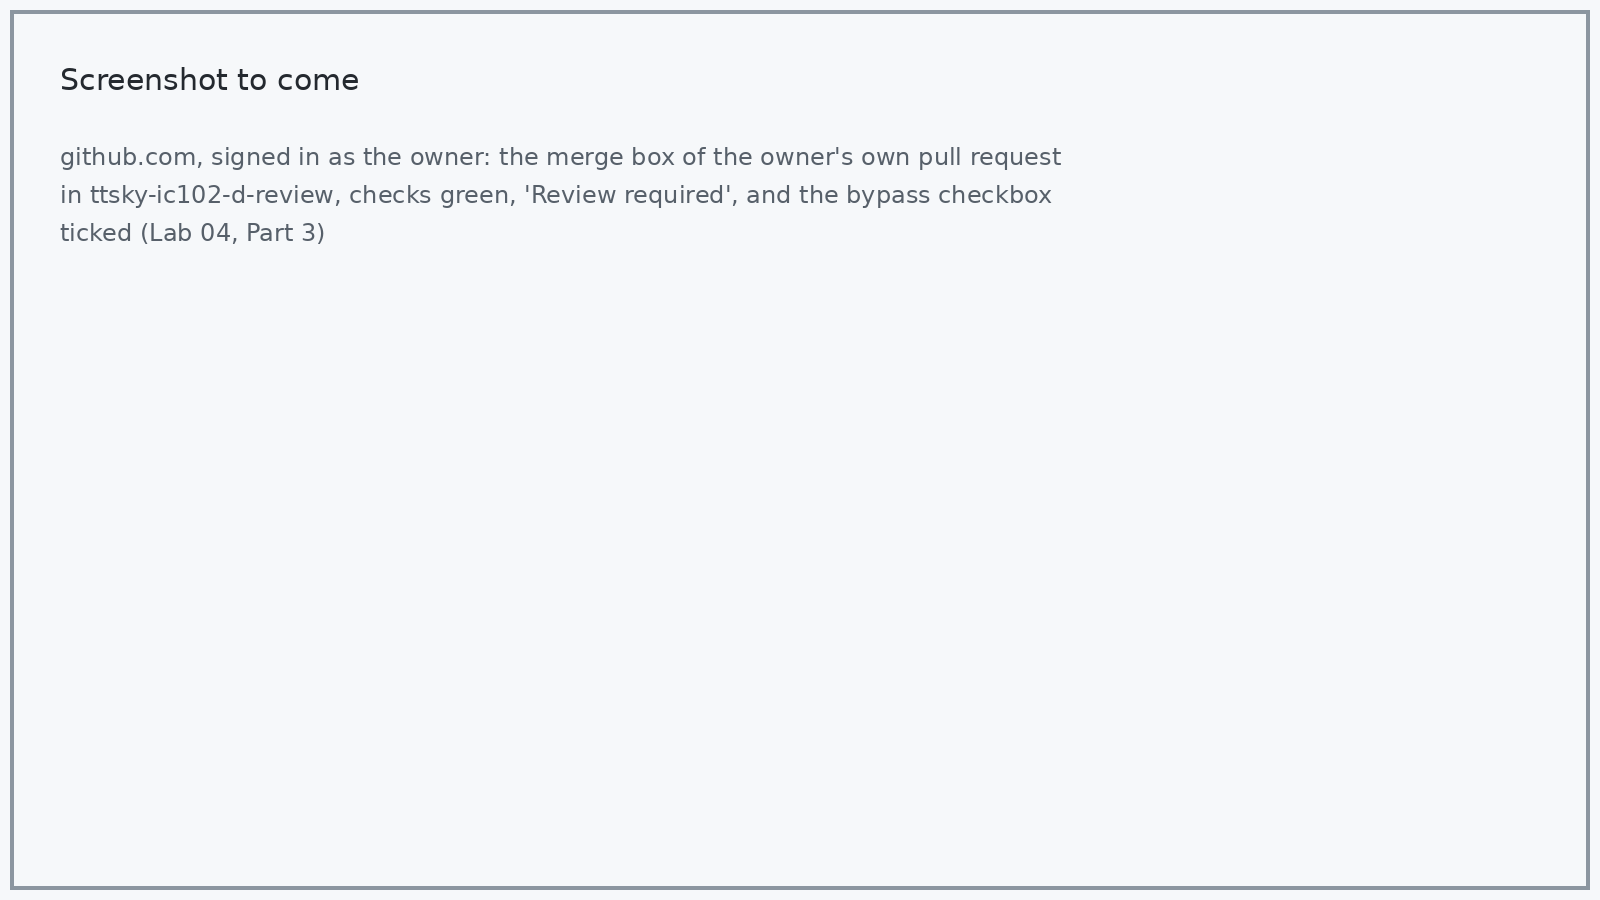 Screenshot to come
github.com, signed in as the owner: the merge box of the owner's own pull request
in ttsky-ic102-d-review, checks green, 'Review required', and the bypass checkbox
ticked (Lab 04, Part 3)